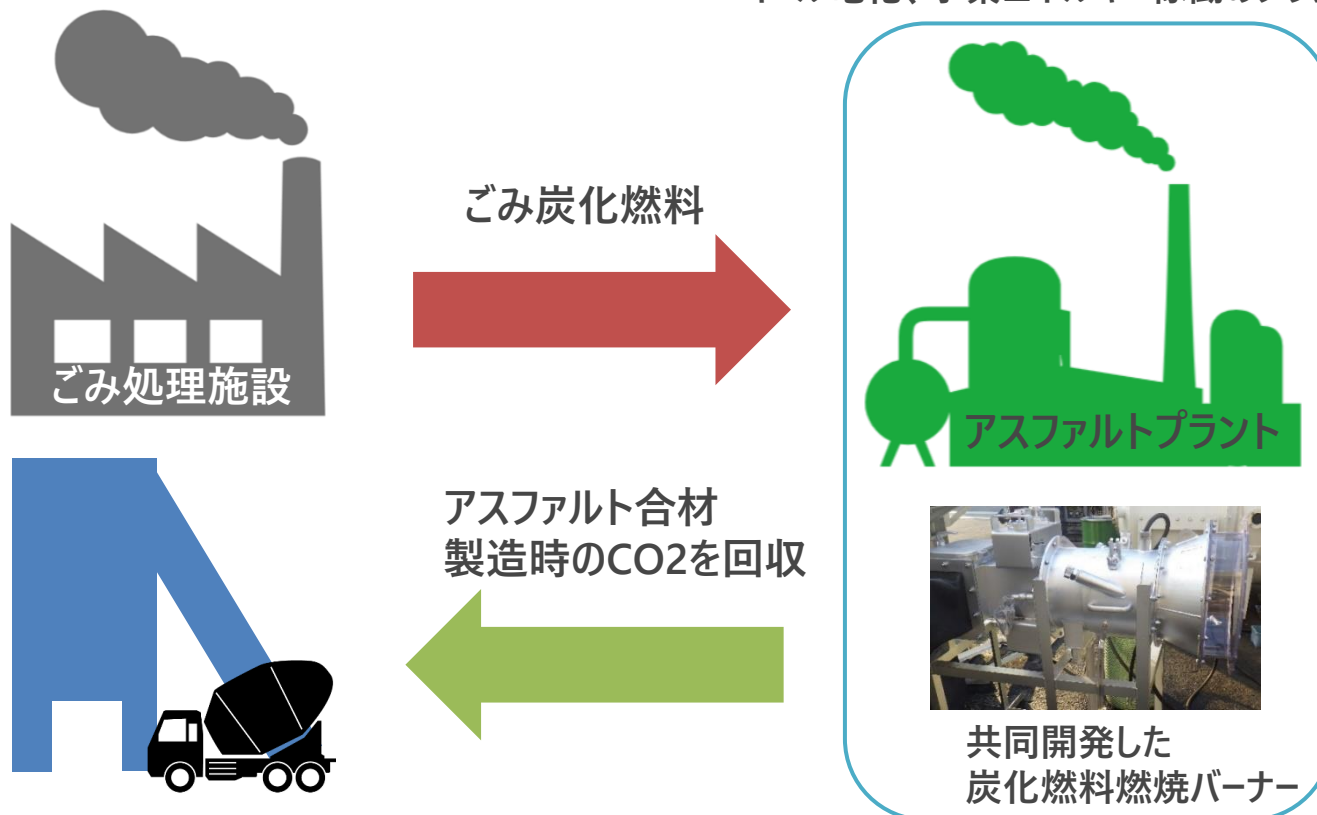 ごみ炭化燃料
ごみ処理施設
アスファルトプラント
アスファルト合材
製造時のCO2を回収
共同開発した
炭化燃料燃焼バーナー